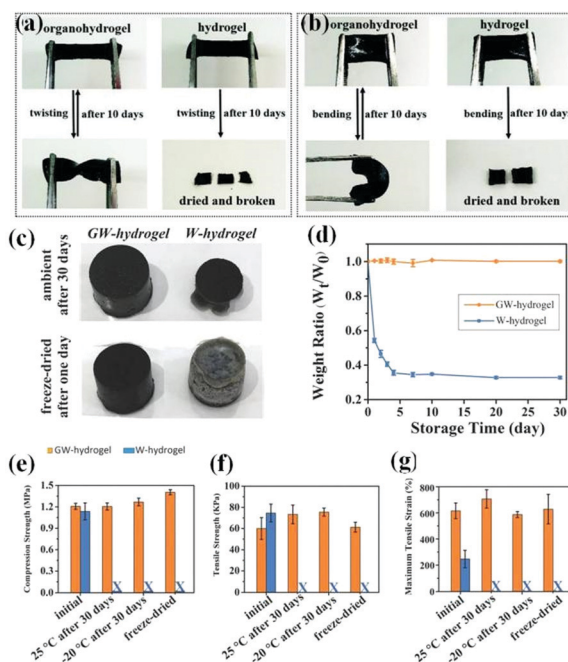 (a)
organohydrogel
hydrogel
twisting
after 10 days
twisting
after 10 days
dried and broken
(b)
organohydrogel
hydrogel
bending
after 10 days
bending
after 10 days
dried and broken
(c)
GW-hydrogel
W-hydrogel
ambient
after 30 days
freeze-dried
after one day
(d)
Weight Ratio (Wt/W0)
1.0
0.8
0.6
0.4
GW-hydrogel
W-hydrogel
0
5
10
15
20
25
30
Storage Time (day)
GW-hydrogel
W-hydrogel
(e)
Compression Strength (MPa)
1.5
1.2
0.9
0.6
0.3
0.0
X
X
X
initial
25 °C after 30 days
-20 °C after 30 days
freeze-dried
(f)
Tensile Strength (KPa)
100
80
60
40
20
0
X
X
X
initial
25 °C after 30 days
-20 °C after 30 days
freeze-dried
(g)
Maximum Tensile Strain (%)
800
600
400
200
0
X
X
X
initial
25 °C after 30 days
-20 °C after 30 days
freeze-dried